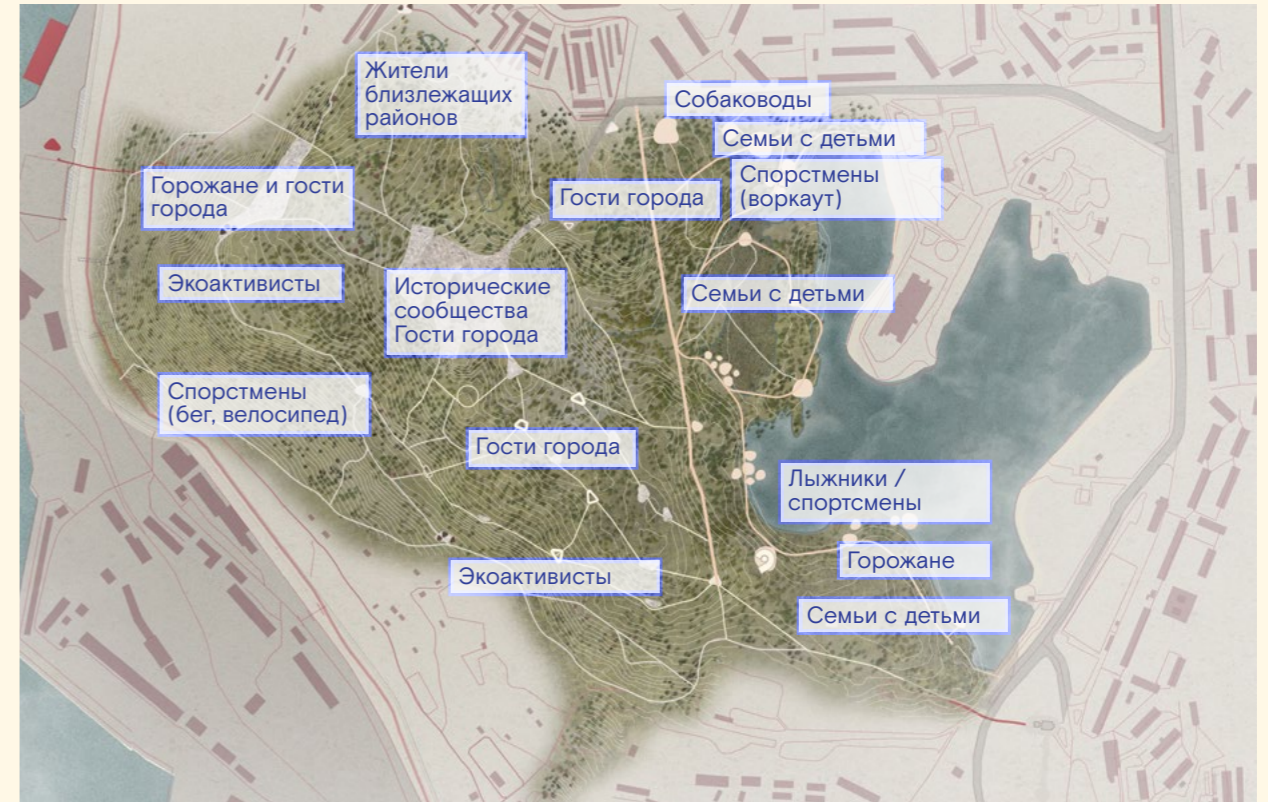 Жители
близлежащих
районов
Собаководы
Семьи с детьми
Спорстмены
(воркаут)
Горожане и гости
города
Гости города
Экоактивисты
Исторические
сообщества
Гости города
Семьи с детьми
Спорстмены
(бег, велосипед)
Гости города
Лыжники /
спортсмены
Экоактивисты
Горожане
Семьи с детьми